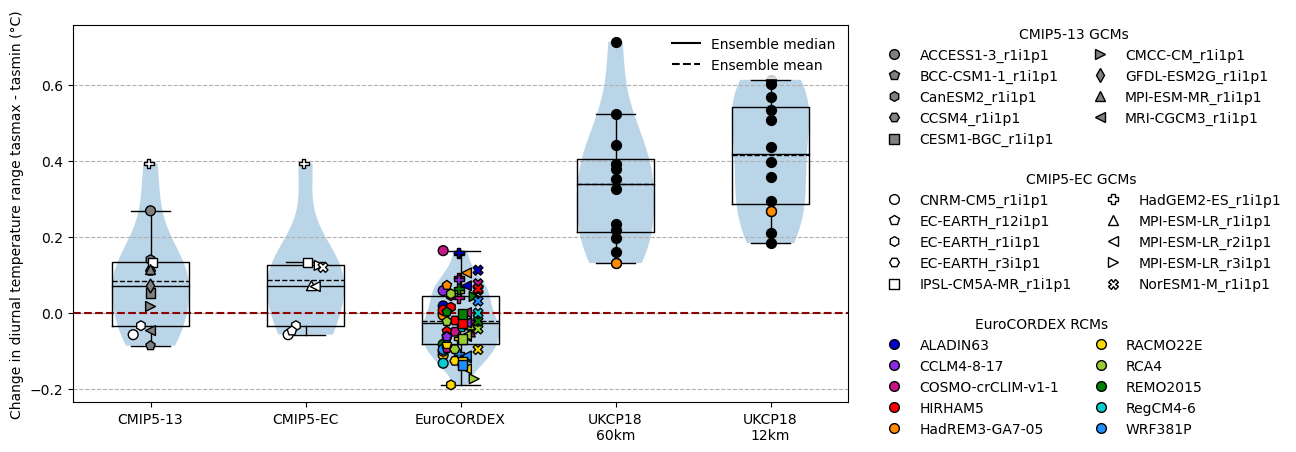 Change in diurnal temperature range tasmax - tasmin (°C)
0.6
0.4
0.2
0.0
−0.2
Ensemble median
Ensemble mean
CMIP5-13
CMIP5-EC
EuroCORDEX
UKCP18
60km
UKCP18
12km
CMIP5-13 GCMs
ACCESS1-3_r1i1p1
BCC-CSM1-1_r1i1p1
CanESM2_r1i1p1
CCSM4_r1i1p1
CESM1-BGC_r1i1p1
CMCC-CM_r1i1p1
GFDL-ESM2G_r1i1p1
MPI-ESM-MR_r1i1p1
MRI-CGCM3_r1i1p1
CMIP5-EC GCMs
CNRM-CM5_r1i1p1
EC-EARTH_r12i1p1
EC-EARTH_r1i1p1
EC-EARTH_r3i1p1
IPSL-CM5A-MR_r1i1p1
HadGEM2-ES_r1i1p1
MPI-ESM-LR_r1i1p1
MPI-ESM-LR_r2i1p1
MPI-ESM-LR_r3i1p1
NorESM1-M_r1i1p1
EuroCORDEX RCMs
ALADIN63
CCLM4-8-17
COSMO-crCLIM-v1-1
HIRHAM5
HadREM3-GA7-05
RACMO22E
RCA4
REMO2015
RegCM4-6
WRF381P